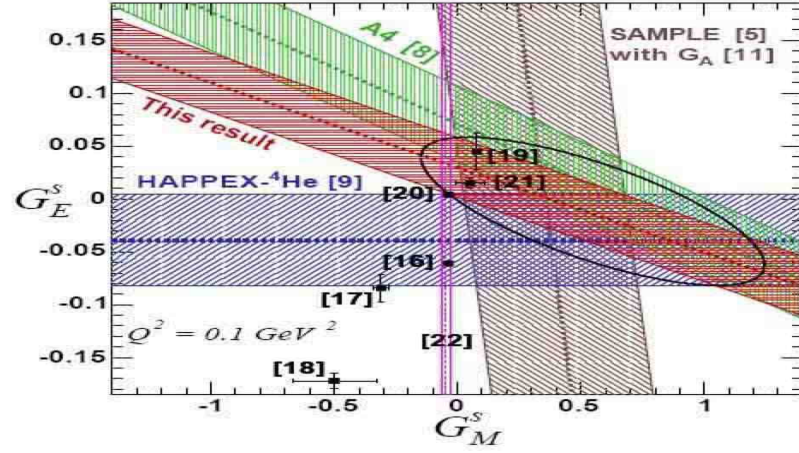 0.15
0.1
0.05
0
-0.05
-0.1
-0.15
G_E^s
A4 [8]
SAMPLE [5]
with G_A [11]
This result
HAPPEX-⁴He [9]
[19]
[21]
[20]
[16]
[17]
[22]
[18]
Q² = 0.1 GeV²
-1
-0.5
0
0.5
1
G_M^s